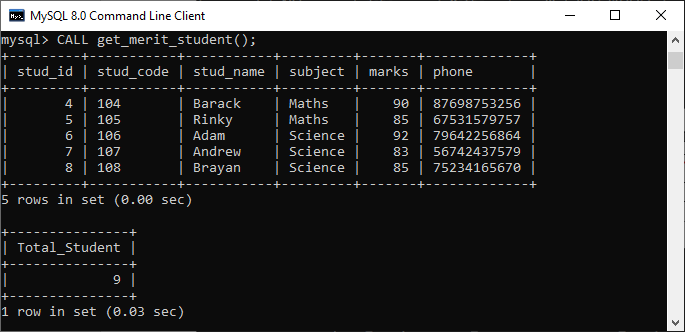 MySQL 8.0 Command Line Client
mysql> CALL get_merit_student();
+---------+-----------+-----------+---------+-------+-------------+
| stud_id | stud_code | stud_name | subject | marks | phone       |
+---------+-----------+-----------+---------+-------+-------------+
|       4 | 104       | Barack    | Maths   |    90 | 87698753256 |
|       5 | 105       | Rinky     | Maths   |    85 | 67531579757 |
|       6 | 106       | Adam      | Science |    92 | 79642256864 |
|       7 | 107       | Andrew    | Science |    83 | 56742437579 |
|       8 | 108       | Brayan    | Science |    85 | 75234165670 |
+---------+-----------+-----------+---------+-------+-------------+
5 rows in set (0.00 sec)
+---------------+
| Total_Student |
+---------------+
|             9 |
+---------------+
1 row in set (0.03 sec)